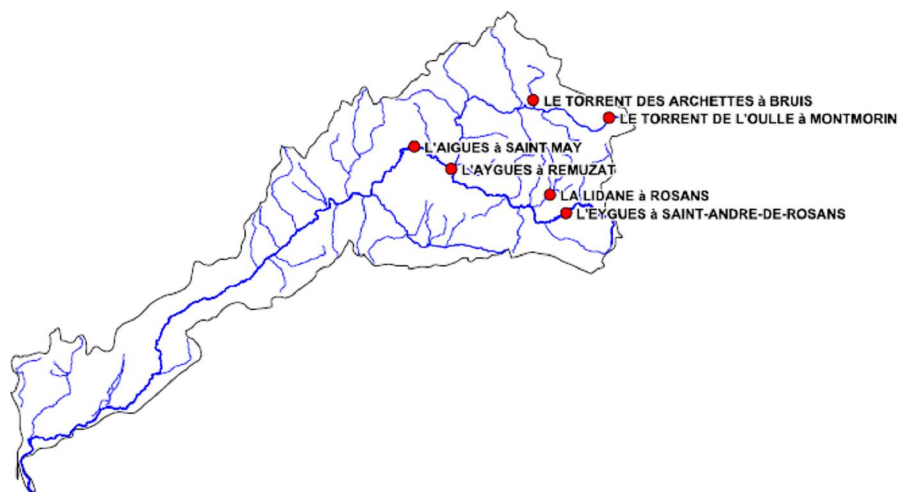 LE TORRENT DES ARCHETTES à BRUIS
LE TORRENT DE L'OULLE à MONTMORIN
L'AIGUES à SAINT MAY
L'AYGUES à REMUZAT
LA LIDANE à ROSANS
L'EYGUES à SAINT-ANDRE-DE-ROSANS